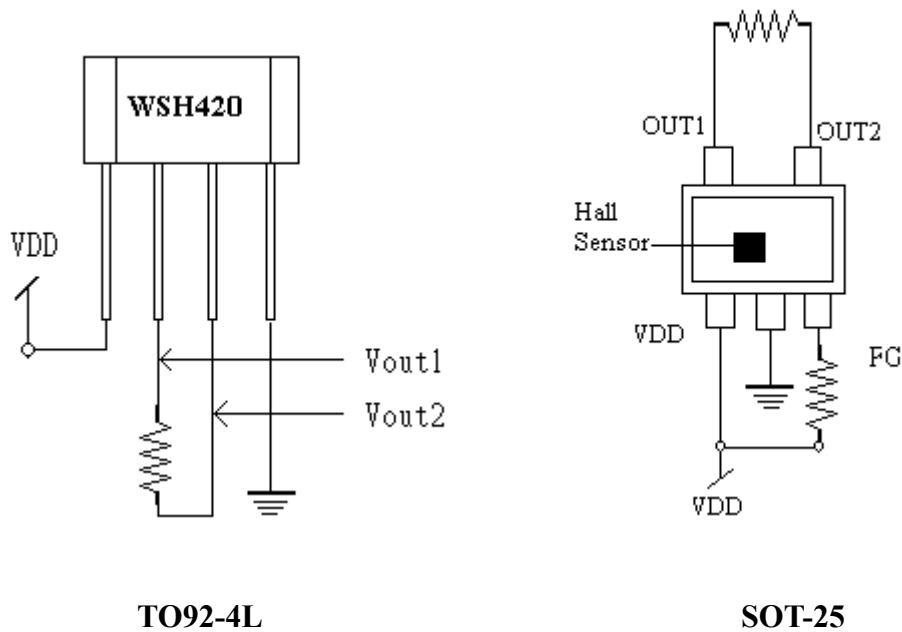 WSH420
VDD
Vout1
Vout2
TO92-4L
OUT1
OUT2
Hall
Sensor
VDD
FG
VDD
SOT-25